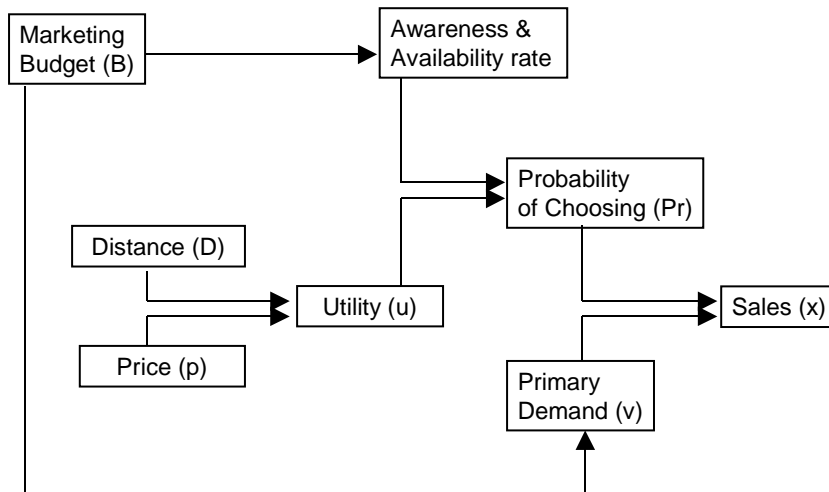 Marketing
Budget (B)
Awareness &
Availability rate
Probability
of Choosing (Pr)
Distance (D)
Utility (u)
Sales (x)
Price (p)
Primary
Demand (v)